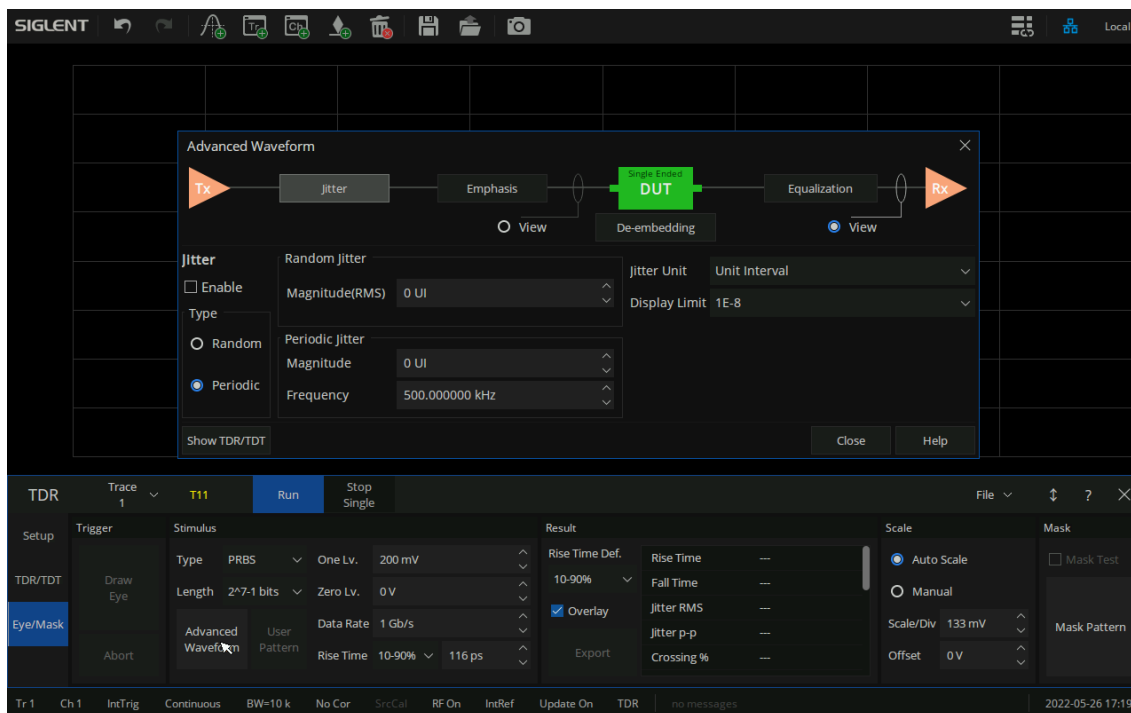 SIGLENT Tr Ch Local
Advanced Waveform
Tx Jitter Emphasis Single Ended DUT Equalization Rx
View De-embedding View
Jitter Random Jitter Jitter Unit Unit Interval
Enable Magnitude(RMS) 0 UI Display Limit 1E-8
Type
Random Periodic Jitter
Magnitude 0 UI
Periodic Frequency 500.000000 kHz
Show TDR/TDT Close Help
TDR Trace 1 T11 Run Stop Single File ?
Setup Trigger Stimulus Result Scale Mask
Type PRBS One Lv. 200 mV Rise Time Def. Rise Time --- Auto Scale Mask Test
TDR/TDT Draw Eye Length 2^7-1 bits Zero Lv. 0 V 10-90% Fall Time --- Manual
Eye/Mask Advanced Waveform User Pattern Data Rate 1 Gb/s Overlay Jitter RMS --- Scale/Div 133 mV Mask Pattern
Jitter p-p ---
Abort Rise Time 10-90% 116 ps Export Crossing % --- Offset 0 V
Tr 1 Ch 1 IntTrig Continuous BW=10 k No Cor SrcCal RF On IntRef Update On TDR no messages 2022-05-26 17:19